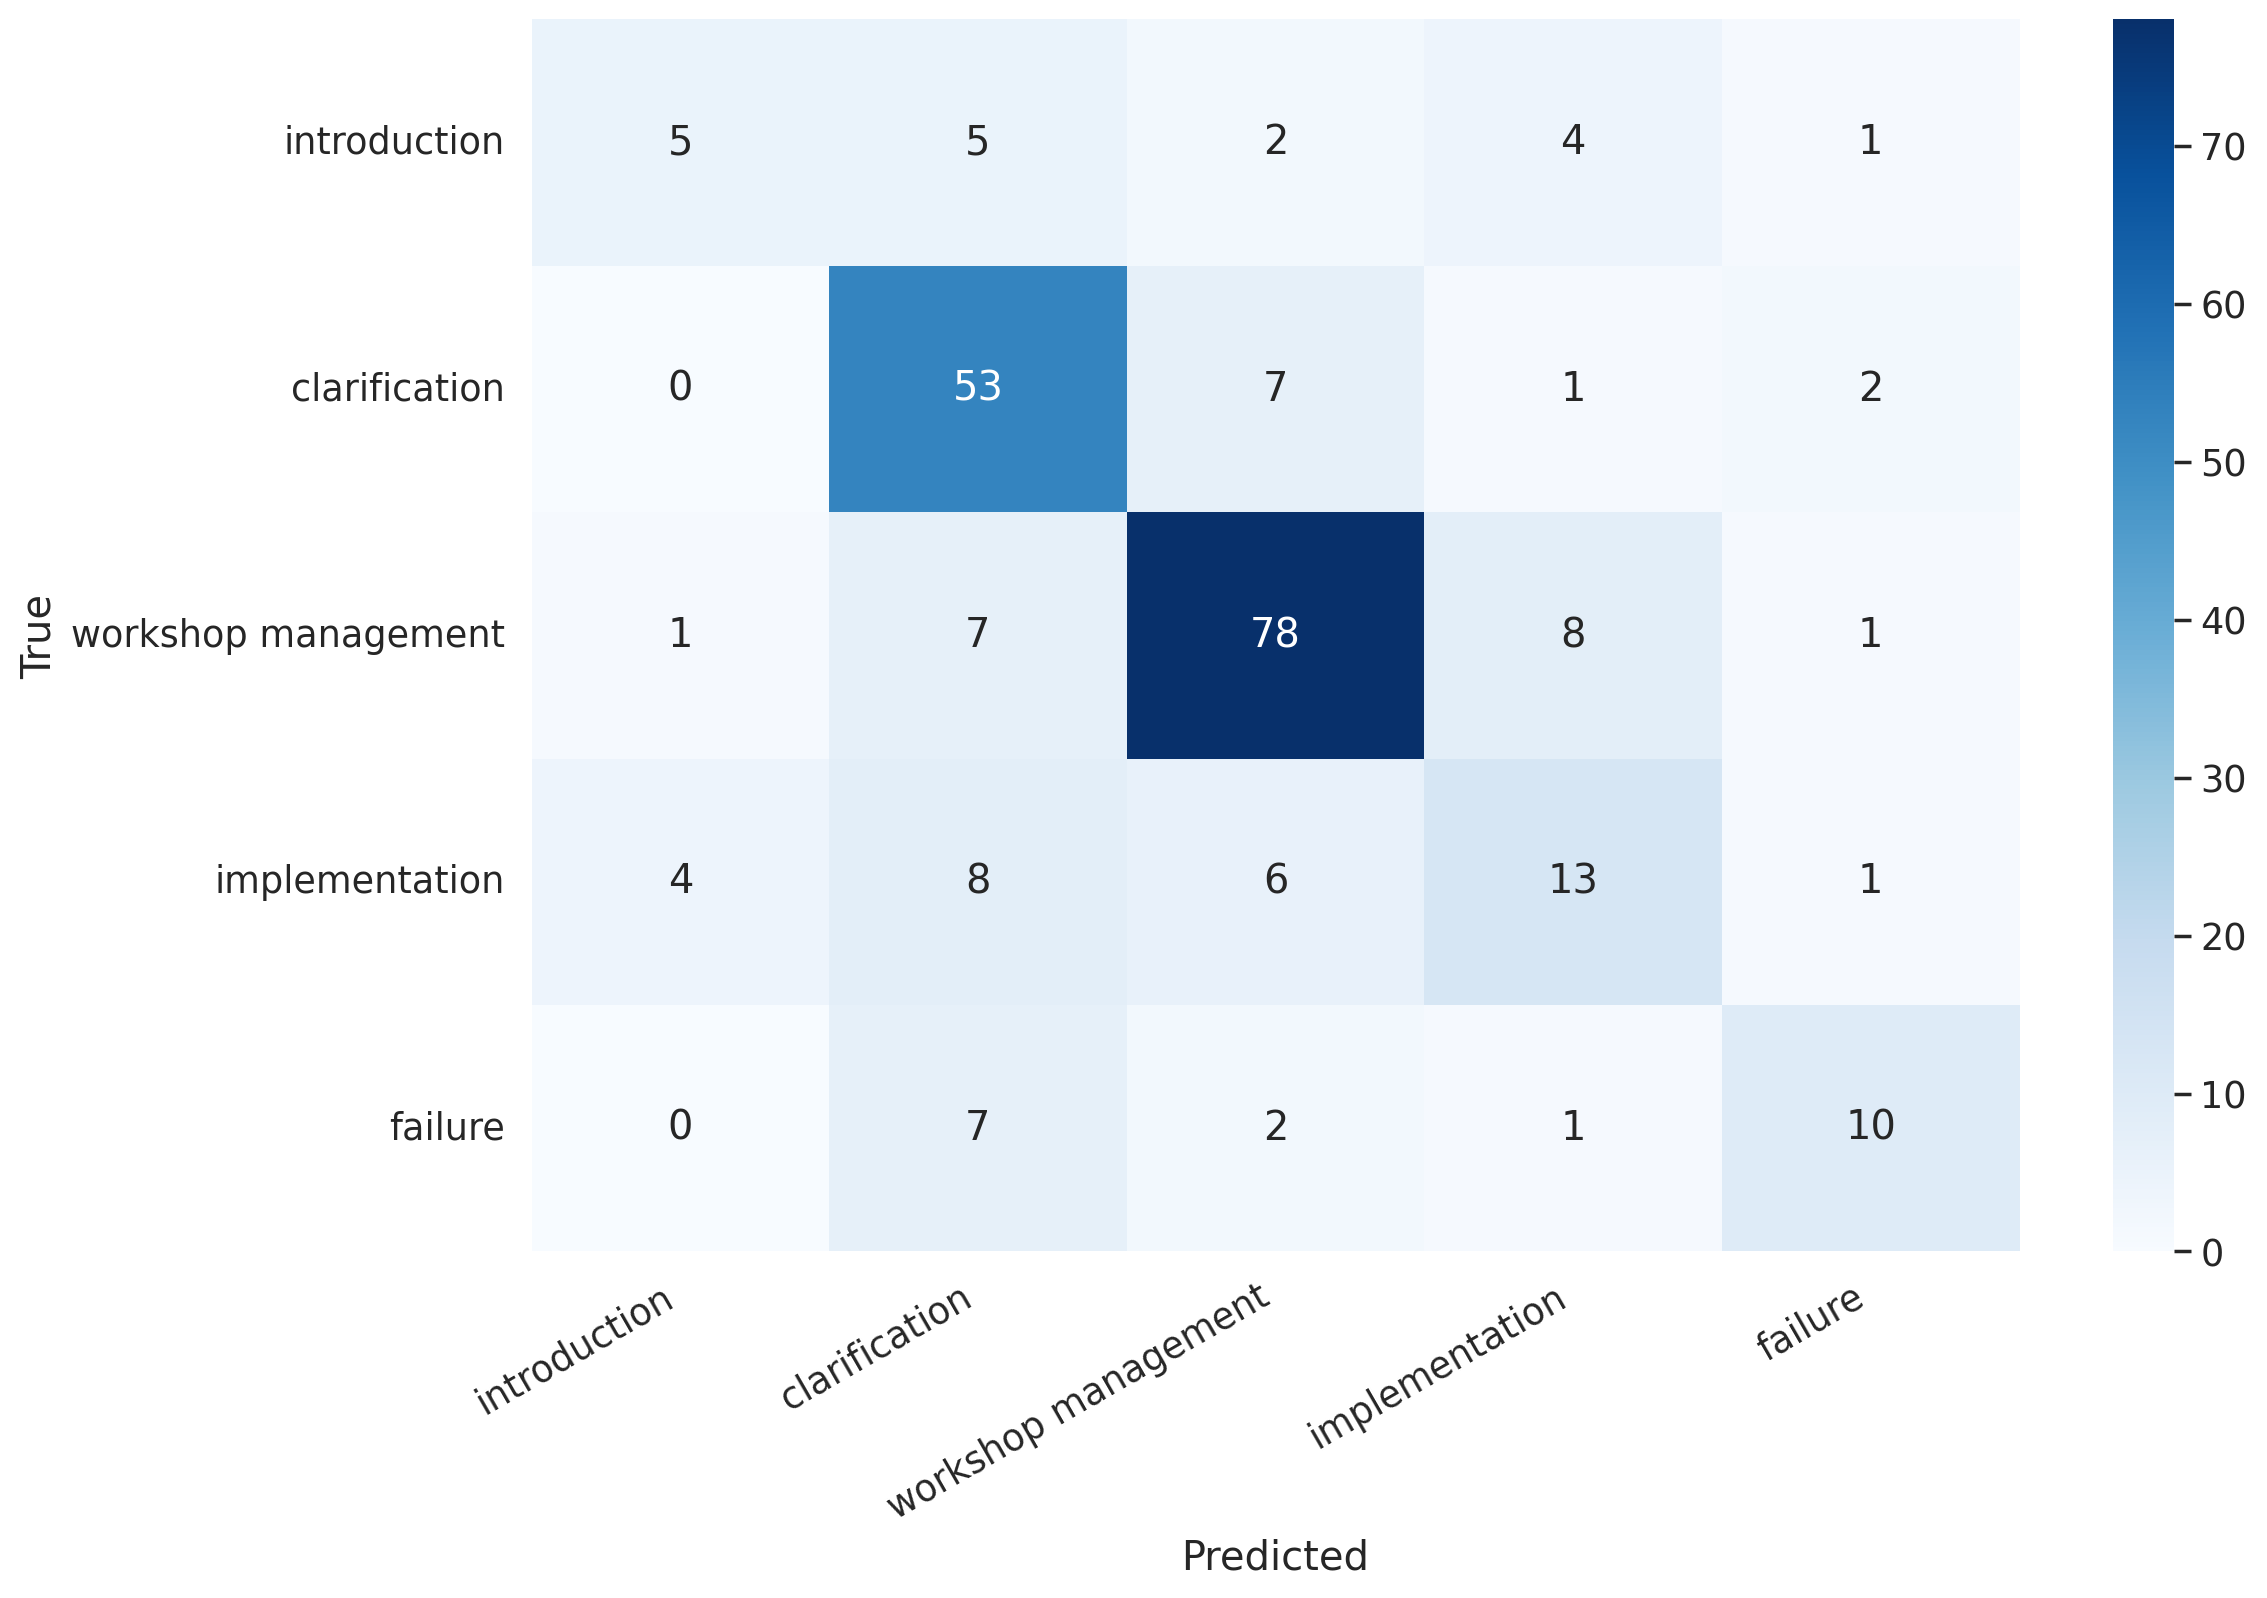 introduction 5 5 2 4 1
clarification 0 53 7 1 2
workshop management 1 7 78 8 1
implementation 4 8 6 13 1
failure 0 7 2 1 10
True
introduction
clarification
workshop management
implementation
failure
Predicted
70
60
50
40
30
20
10
0